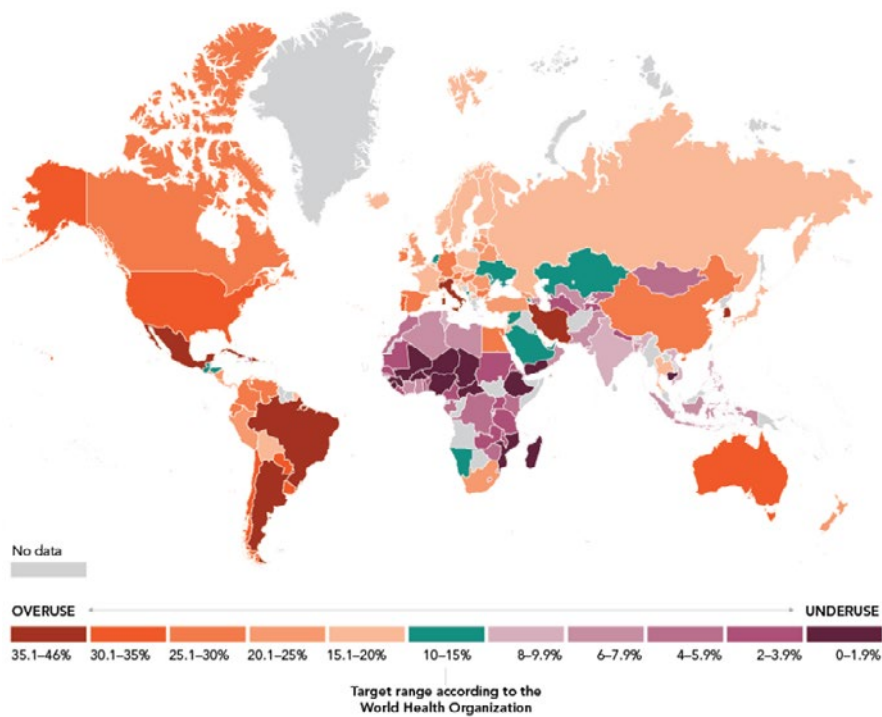 No data
OVERUSE
UNDERUSE
35.1–46%
30.1–35%
25.1–30%
20.1–25%
15.1–20%
10–15%
8–9.9%
6–7.9%
4–5.9%
2–3.9%
0–1.9%
Target range according to the
World Health Organization